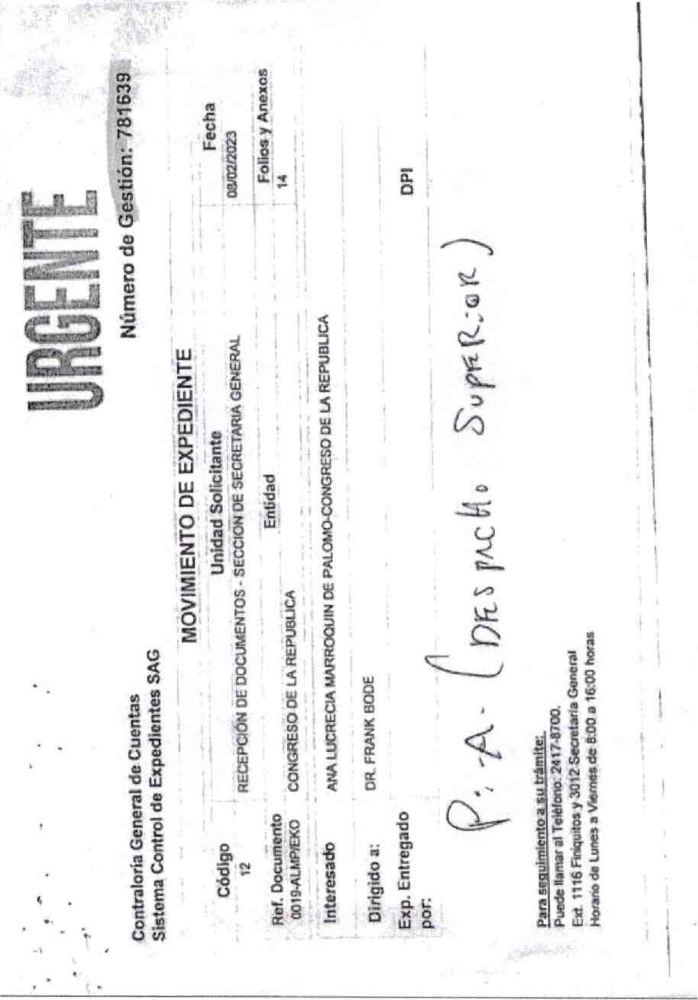 URGENTE
Contraloría General de Cuentas
Sistema Control de Expedientes SAG
Número de Gestión: 781639
MOVIMIENTO DE EXPEDIENTE
Código Unidad Solicitante Fecha
12 RECEPCIÓN DE DOCUMENTOS - SECCION DE SECRETARIA GENERAL 08/02/2023
Ref. Documento Entidad Folios y Anexos
0019-ALMP/EKO CONGRESO DE LA REPUBLICA 14
Interesado ANA LUCRECIA MARROQUIN DE PALOMO-CONGRESO DE LA REPUBLICA
Dirigido a: DR. FRANK BODE
Exp. Entregado por: DPI
P. A. (DESPACHO SUPERIOR)
Para seguimiento a su trámite:
Puede llamar al Teléfono: 2417-8700.
Ext. 1116 Finiquitos y 3012 Secretaría General
Horario de Lunes a Viernes de 8:00 a 16:00 horas